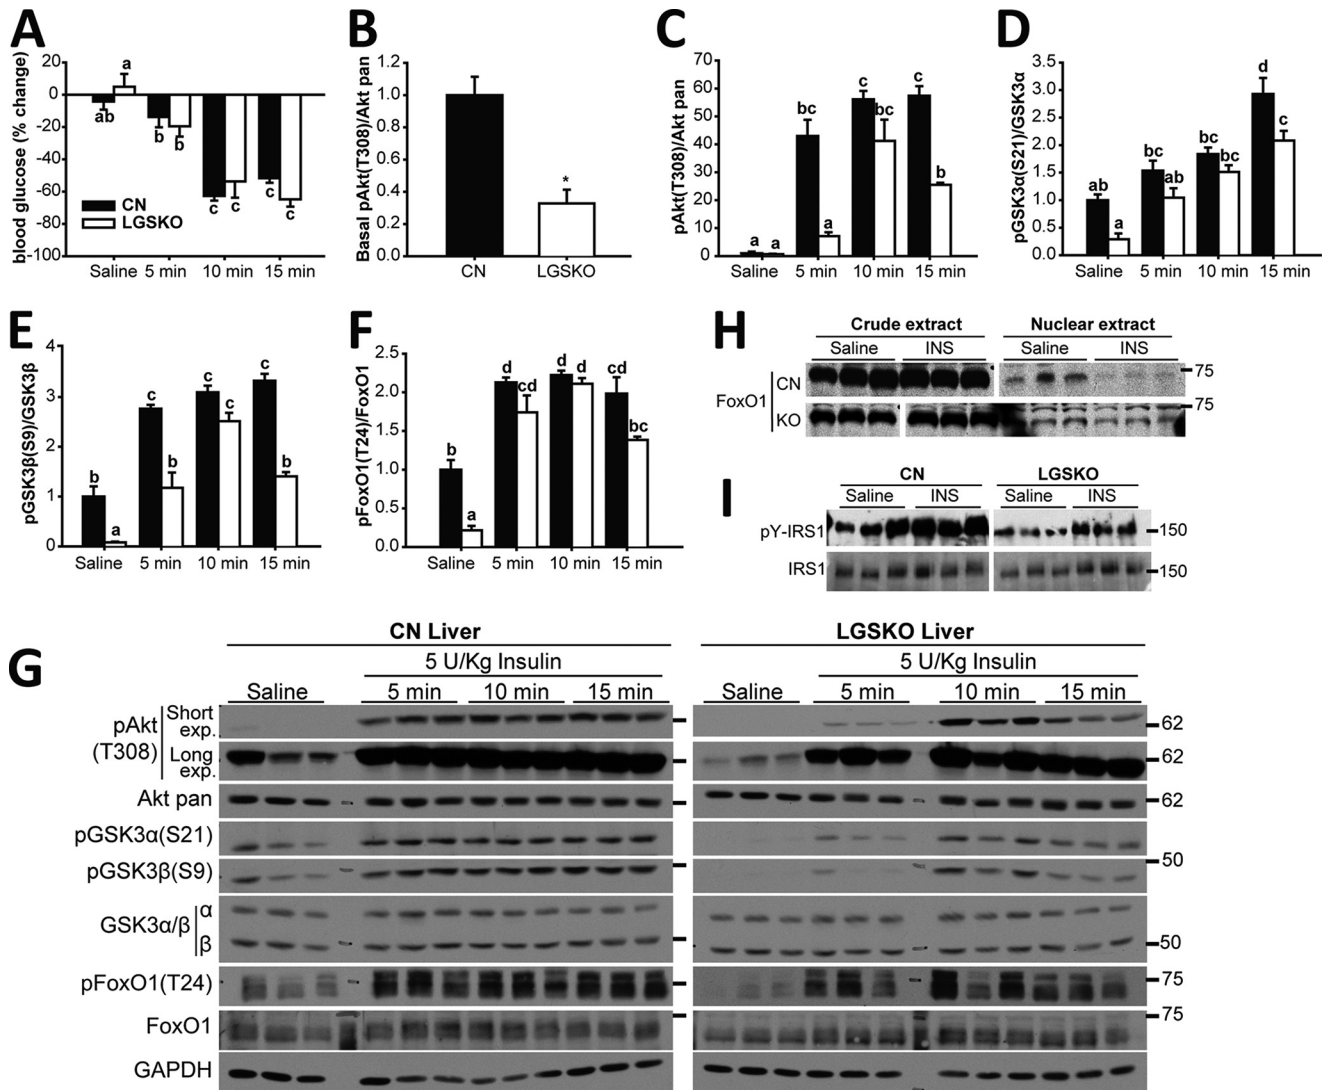 A
blood glucose (% change)
20
0
-20
-40
-60
-80
-100
a
ab
b
b
c
c
c
c
CN
LGSKO
Saline 5 min 10 min 15 min
B
Basal pAkt(T308)/Akt pan
1.2
1.0
0.8
0.6
0.4
0.2
0.0
*
CN LGSKO
C
pAkt(T308)/Akt pan
70
60
50
40
30
20
10
0
a a bc a c bc c b
Saline 5 min 10 min 15 min
D
pGSK3α(S21)/GSK3α
3.5
3.0
2.5
2.0
1.5
1.0
0.5
0.0
ab a bc ab bc bc d c
Saline 5 min 10 min 15 min
E
pGSK3β(S9)/GSK3β
4
3
2
1
0
b a c b c c c b
Saline 5 min 10 min 15 min
F
pFoxO1(T24)/FoxO1
2.5
2.0
1.5
1.0
0.5
0.0
b a d cd d d cd bc
Saline 5 min 10 min 15 min
H
Crude extract Nuclear extract
Saline INS Saline INS
FoxO1
CN 75
KO 75
I
CN LGSKO
Saline INS Saline INS
pY-IRS1 150
IRS1 150
G
CN Liver LGSKO Liver
5 U/Kg Insulin 5 U/Kg Insulin
Saline 5 min 10 min 15 min Saline 5 min 10 min 15 min
pAkt
(T308)
Short
exp. 62
Long
exp. 62
Akt pan 62
pGSK3α(S21)
50
pGSK3β(S9)
GSK3α/β
α
β 50
pFoxO1(T24) 75
75
FoxO1
GAPDH